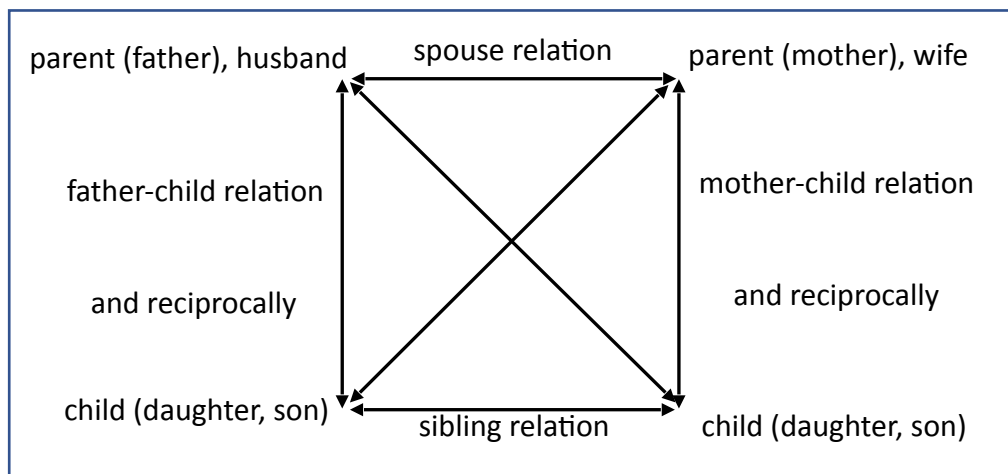 parent (father), husband
spouse relation
parent (mother), wife
father-child relation
mother-child relation
and reciprocally
and reciprocally
child (daughter, son)
sibling relation
child (daughter, son)